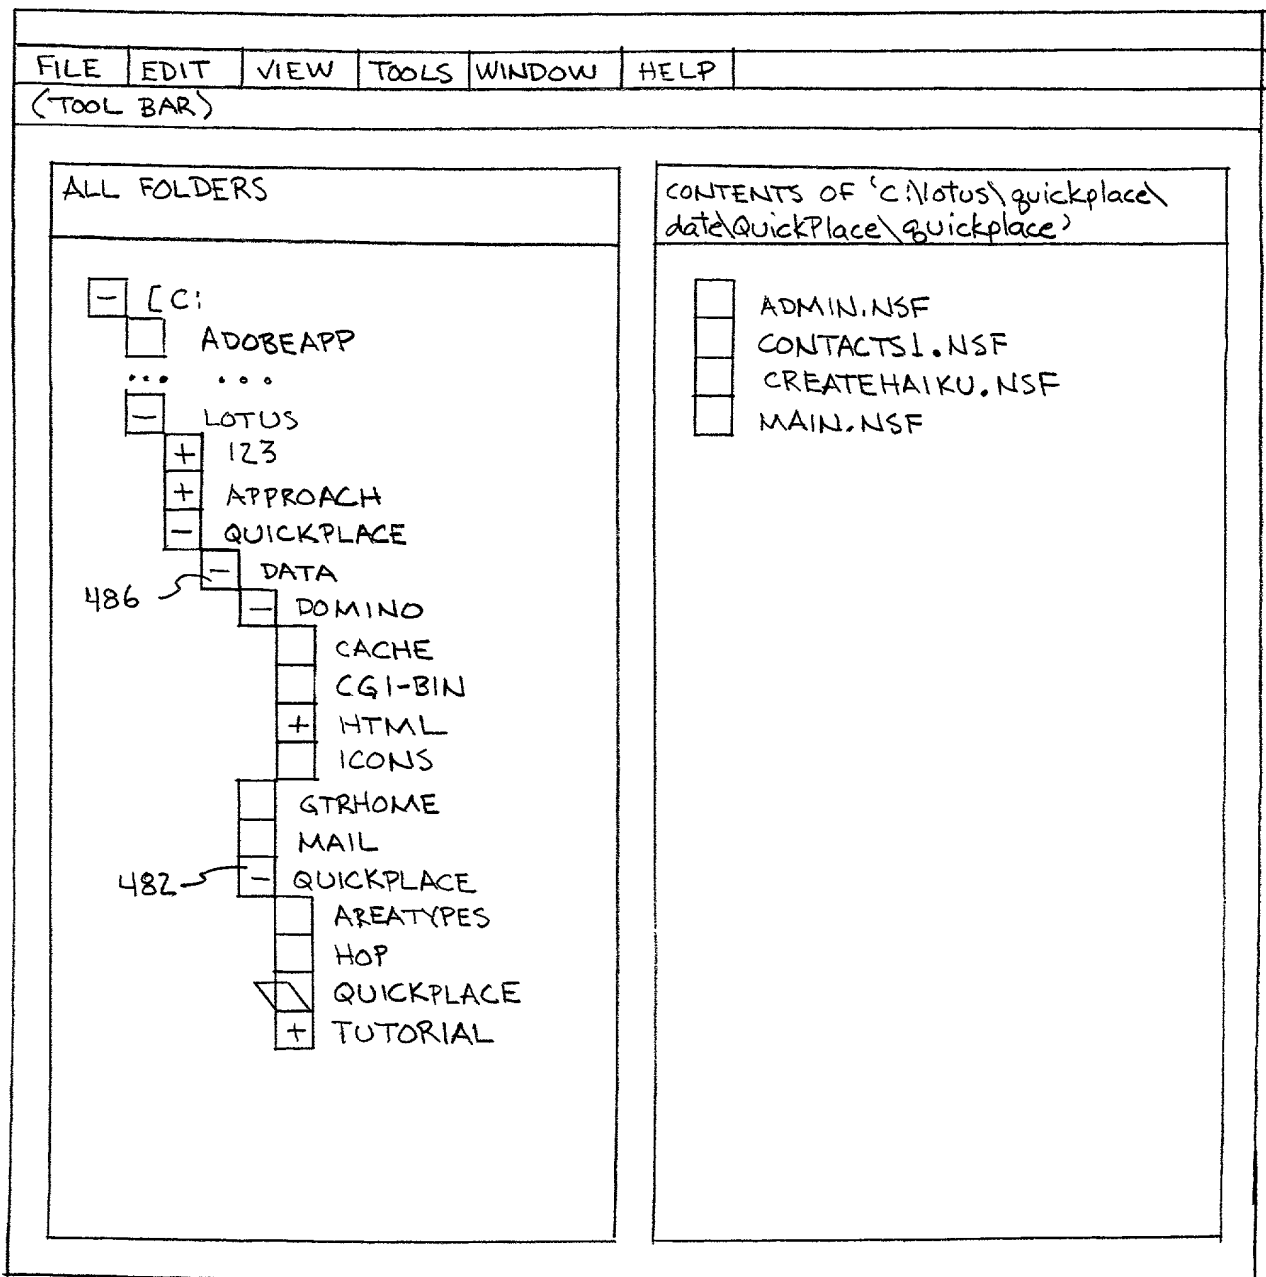 FILE EDIT VIEW TOOLS WINDOW HELP
(TOOL BAR)
ALL FOLDERS
- [C:
ADOBEAPP
... ...
- LOTUS
+ 123
+ APPROACH
- QUICKPLACE
- DATA
486
- DOMINO
CACHE
CGI-BIN
+ HTML
ICONS
GTRHOME
MAIL
482
- QUICKPLACE
AREATYPES
HOP
QUICKPLACE
+ TUTORIAL
CONTENTS OF 'C:\lotus\quickplace\
date\QuickPlace\quickplace'
ADMIN.NSF
CONTACTS1.NSF
CREATEHAIKU.NSF
MAIN.NSF